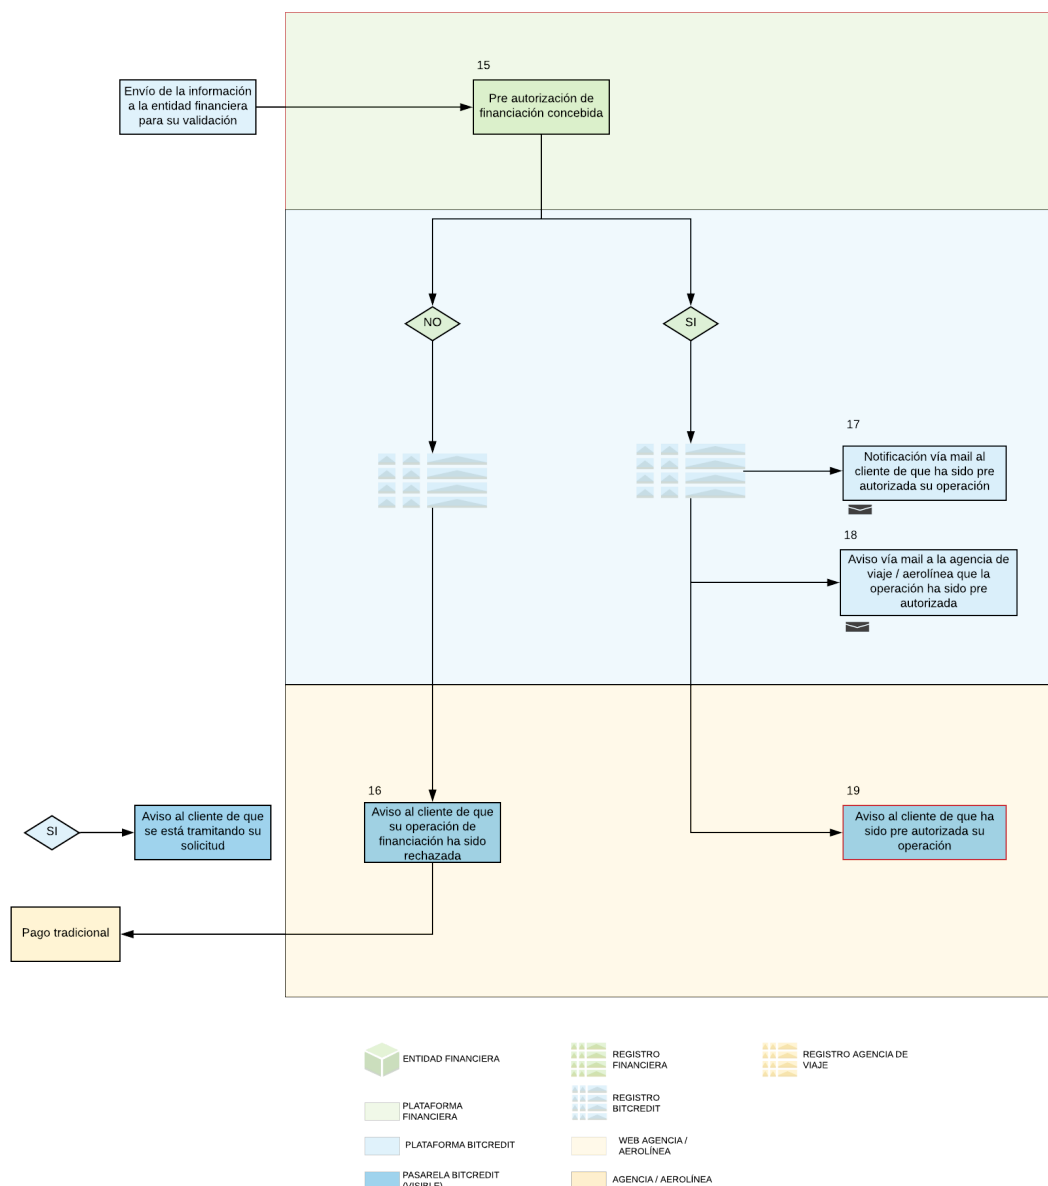 15
Envío de la información
a la entidad financiera
para su validación
Pre autorización de
financiación concebida
NO
SI
17
Notificación vía mail al
cliente de que ha sido pre
autorizada su operación
18
Aviso vía mail a la agencia de
viaje / aerolínea que la
operación ha sido pre
autorizada
16
19
SI
Aviso al cliente de que
se está tramitando su
solicitud
Aviso al cliente de que
su operación de
financiación ha sido
rechazada
Aviso al cliente de que ha
sido pre autorizada su
operación
Pago tradicional
ENTIDAD FINANCIERA
REGISTRO
FINANCIERA
REGISTRO AGENCIA DE
VIAJE
PLATAFORMA
FINANCIERA
REGISTRO
BITCREDIT
PLATAFORMA BITCREDIT
WEB AGENCIA /
AEROLÍNEA
PASARELA BITCREDIT
(VISIBLE)
AGENCIA / AEROLÍNEA